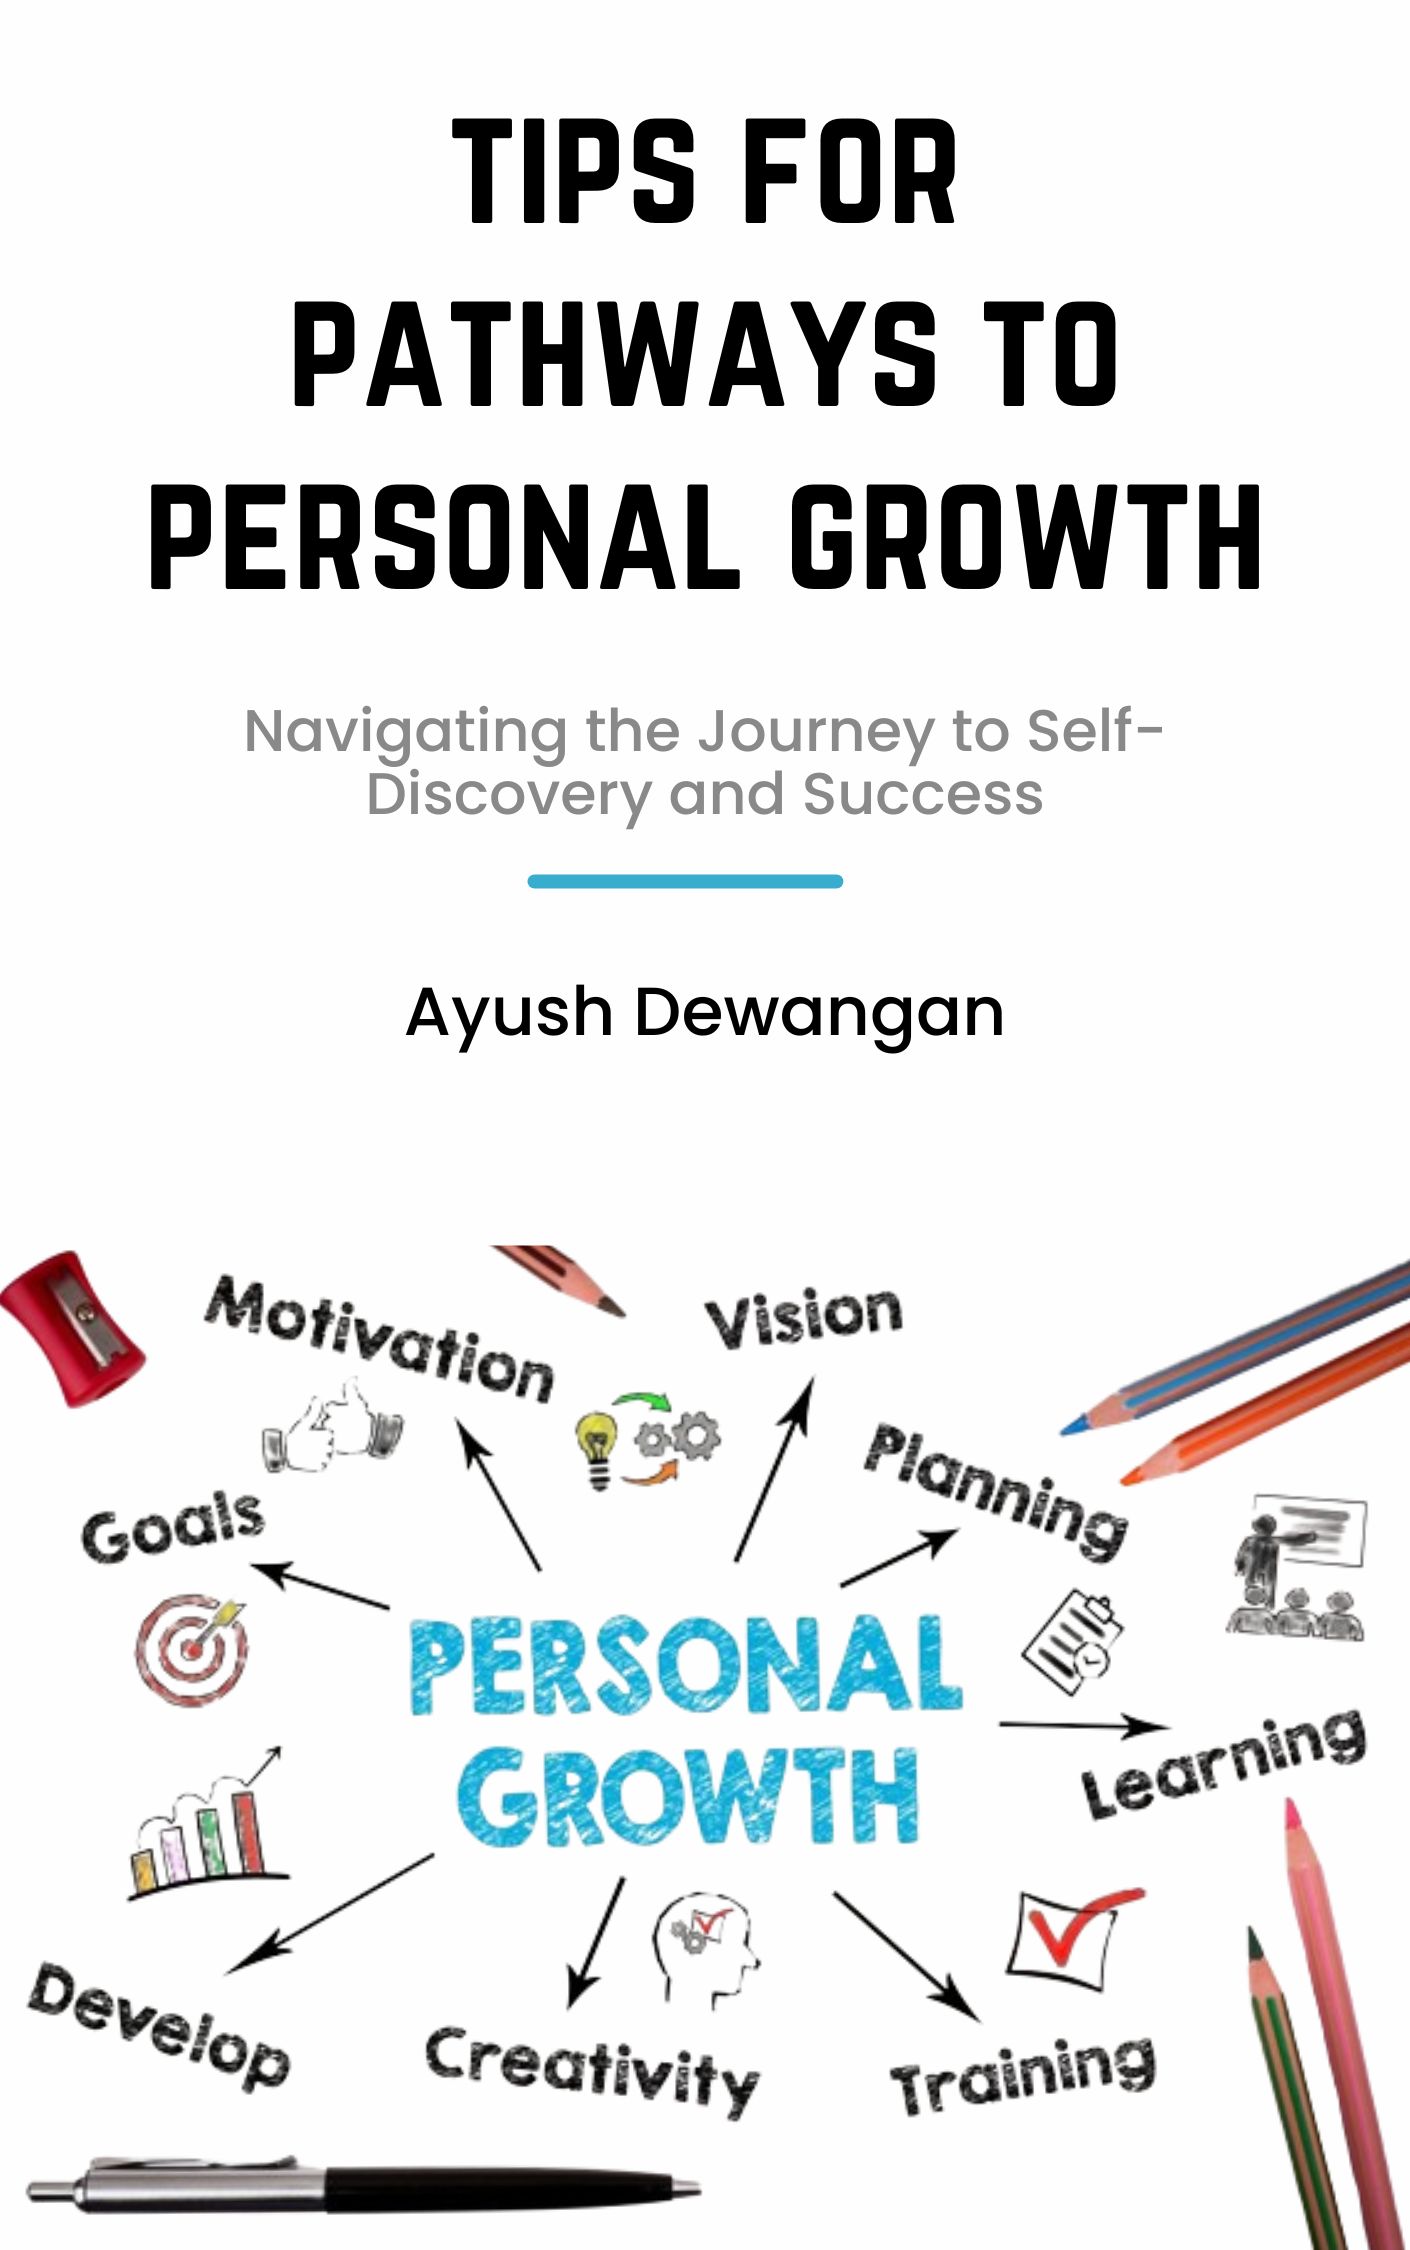 TIPS FOR
PATHWAYS TO
PERSONAL GROWTH
Navigating the Journey to Self-
Discovery and Success
Ayush Dewangan
Motivation
Vision
Planning
Goals
PERSONAL
GROWTH
Learning
Develop
Creativity
Training